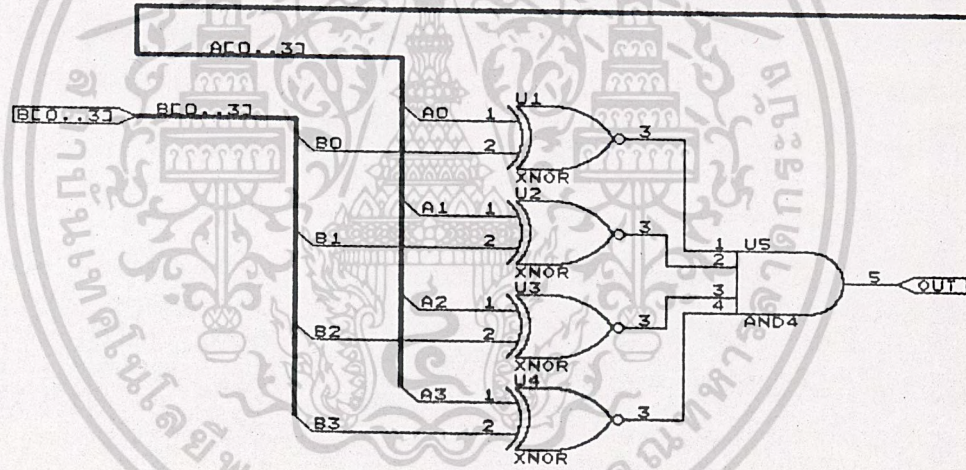 A[0..3]
B[0..3]
B[0..3]
U1
A0 1
3
B0 2
XNOR
U2
A1 1
3
B1 2
XNOR
U3
A2 1
3
B2 2
XNOR
U4
A3 1
3
B3 2
XNOR
1 U5
2
3
4
5
OUT
AND4